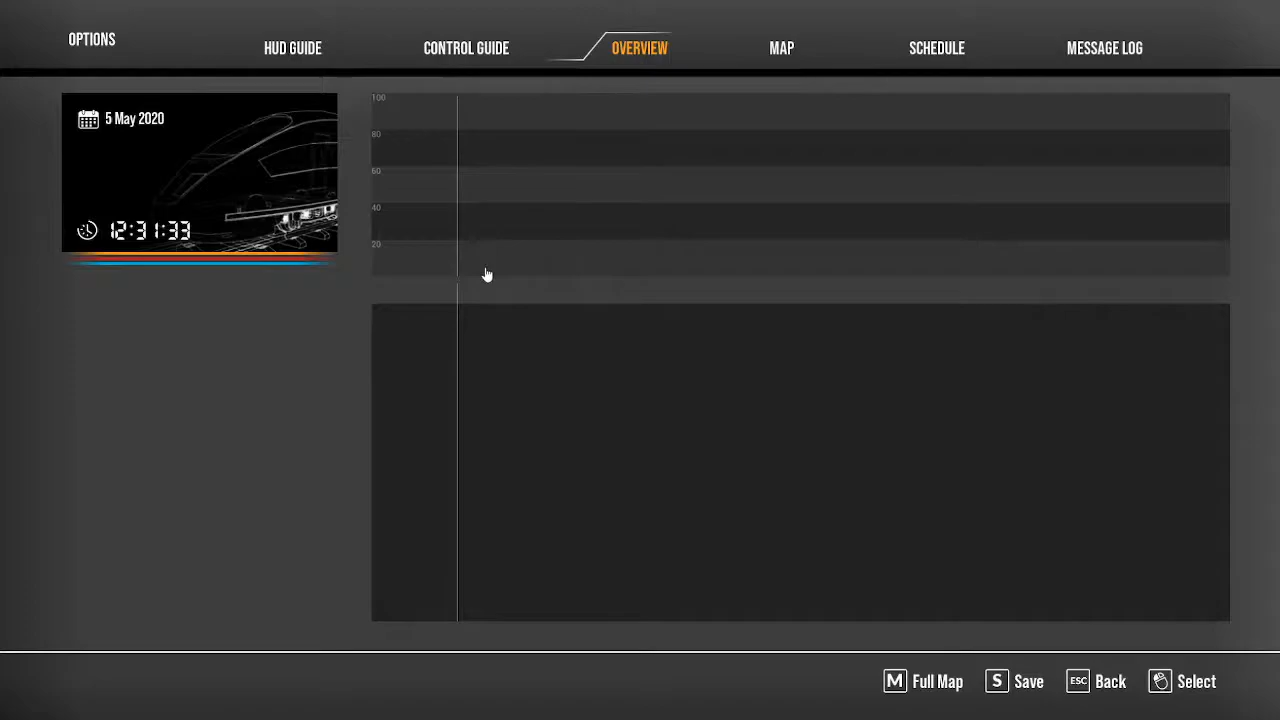 OPTIONS
HUD GUIDE
CONTROL GUIDE
OVERVIEW
MAP
SCHEDULE
MESSAGE LOG
5 May 2020
12:31:33
100
80
60
40
20
M Full Map
S Save
ESC Back
Select